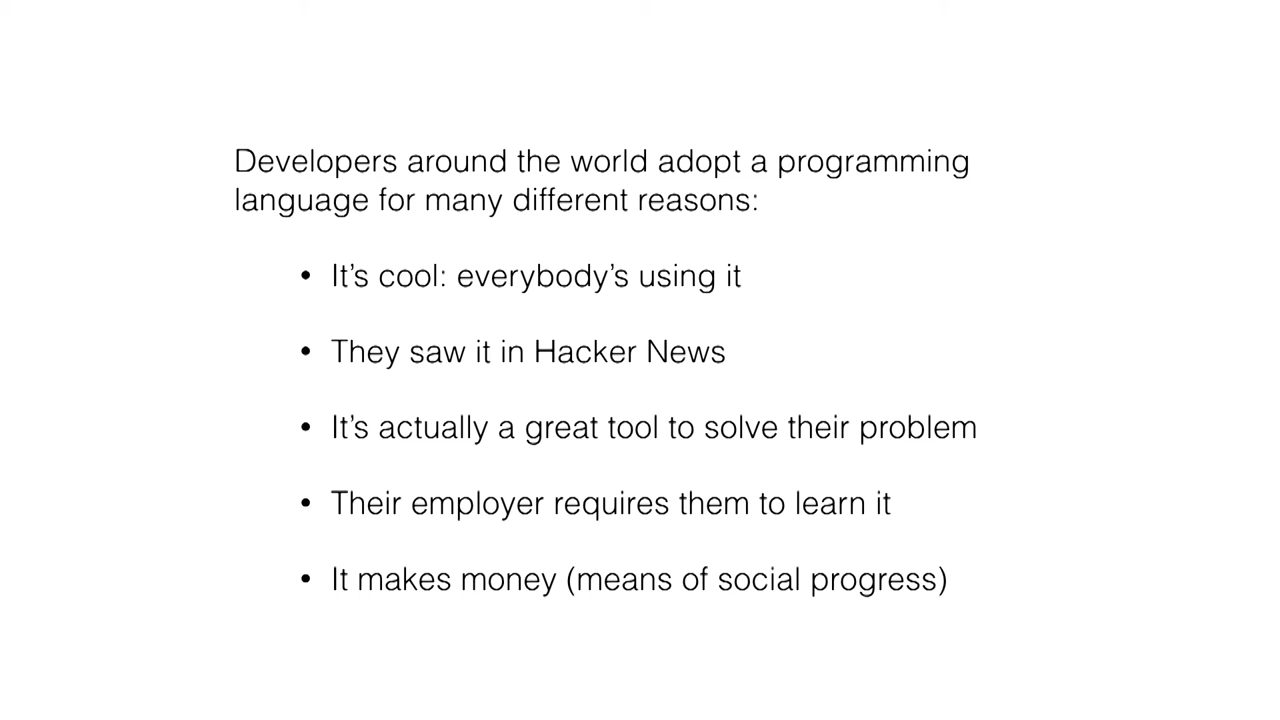 Developers around the world adopt a programming
language for many different reasons:
• It’s cool: everybody’s using it
• They saw it in Hacker News
• It’s actually a great tool to solve their problem
• Their employer requires them to learn it
• It makes money (means of social progress)